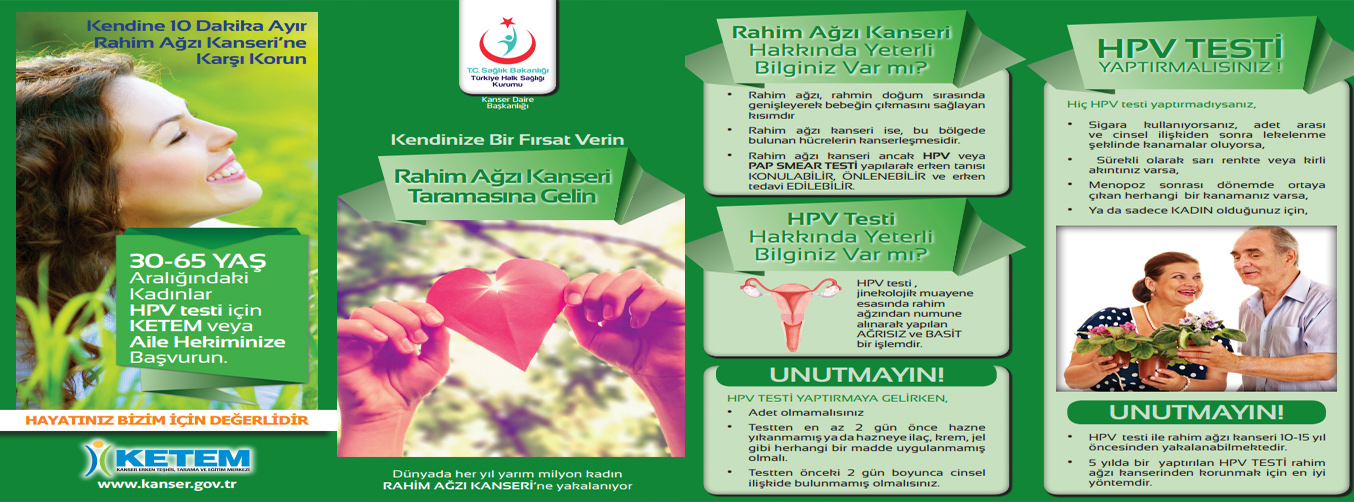 Kendine 10 Dakika Ayır
Rahim Ağzı Kanseri'ne
Karşı Korun
30-65 YAŞ
Aralığındaki
Kadınlar
HPV testi için
KETEM veya
Aile Hekiminize
Başvurun.
HAYATINIZ BİZİM İÇİN DEĞERLİDİR
KETEM
KANSER ERKEN TEŞHİS, TARAMA VE EĞİTİM MERKEZİ
www.kanser.gov.tr
T.C. Sağlık Bakanlığı
Türkiye Halk Sağlığı
Kurumu
Kanser Daire
Başkanlığı
Kendinize Bir Fırsat Verin
Rahim Ağzı Kanseri
Taramasına Gelin
Dünyada her yıl yarım milyon kadın
RAHİM AĞZI KANSERİ'ne yakalanıyor
Rahim Ağzı Kanseri
Hakkında Yeterli
Bilginiz Var mı?
• Rahim ağzı, rahmin doğum sırasında
genişleyerek bebeğin çıkmasını sağlayan
kısımdır
• Rahim ağzı kanseri ise, bu bölgede
bulunan hücrelerin kanserleşmesidir.
• Rahim ağzı kanseri ancak HPV veya
PAP SMEAR TESTİ yapılarak erken tanısı
KONULABİLİR, ÖNLENEBİLİR ve erken
tedavi EDİLEBİLİR.
HPV Testi
Hakkında Yeterli
Bilginiz Var mı?
HPV testi ,
jinekolojik muayene
esasında rahim
ağzından numune
alınarak yapılan
AĞRISIZ ve BASİT
bir işlemdir.
UNUTMAYIN!
HPV TESTİ YAPTIRMAYA GELİRKEN,
• Adet olmamalısınız
• Testten en az 2 gün önce hazne
yıkanmamış ya da hazneye ilaç, krem, jel
gibi herhangi bir madde uygunanmamış
olmalı.
• Testten önceki 2 gün boyunca cinsel
ilişkide bulunmamış olmalısınız.
HPV TESTİ
YAPTIRMALISINIZ !
Hiç HPV testi yaptırmadıysanız,
• Sigara kullanıyorsanız, adet arası
ve cinsel ilişkiden sonra lekelenme
şeklinde kanamalar oluyorsa,
• Sürekli olarak sarı renkte veya kirli
akıntınız varsa,
• Menopoz sonrası dönemde ortaya
çıkan herhangi bir kanamanız varsa,
• Ya da sadece KADIN olduğunuz için,
UNUTMAYIN!
• HPV testi ile rahim ağzı kanseri 10-15 yıl
öncesinden yakalanabilmektedir.
• 5 yılda bir yaptırılan HPV TESTİ rahim
ağzı kanserinden korunmak için en iyi
yöntemdir.